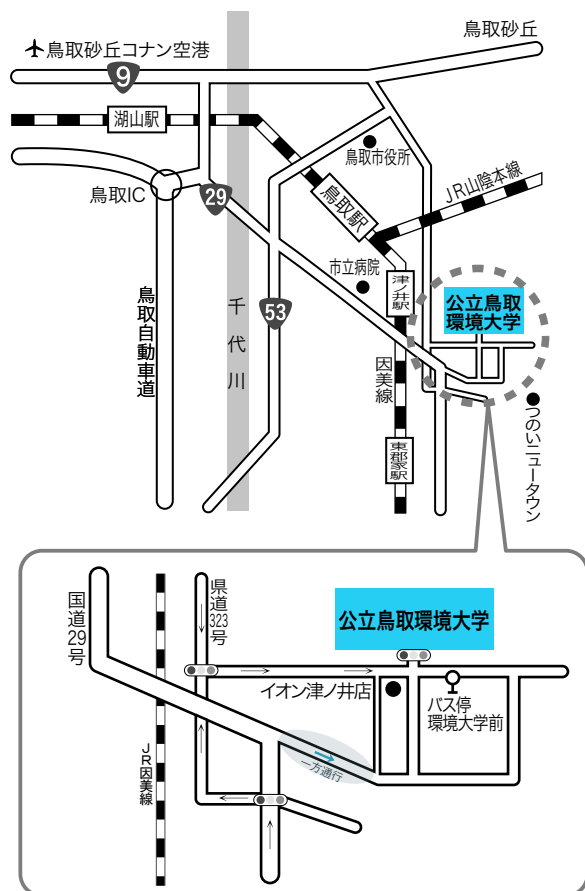 鳥取砂丘コナン空港
鳥取砂丘
9
湖山駅
鳥取市役所
JR山陰本線
鳥取IC
29
鳥取駅
市立病院
津ノ井駅
公立鳥取
環境大学
鳥取自動車道
千代川
53
因美線
つのいニュータウン
東郡家駅
国道29号
県道323号
公立鳥取環境大学
イオン津ノ井店
バス停
環境大学前
JR因美線
一方通行